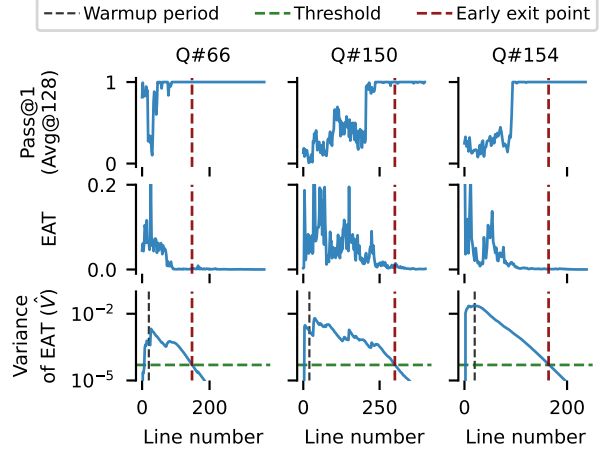 Warmup period Threshold Early exit point
Q#66 Q#150 Q#154
Pass@1
(Avg@128)
1
0
EAT
0.2
0.0
Variance
of EAT (V̂)
10⁻²
10⁻⁵
0 200 0 250 0 200
Line number Line number Line number